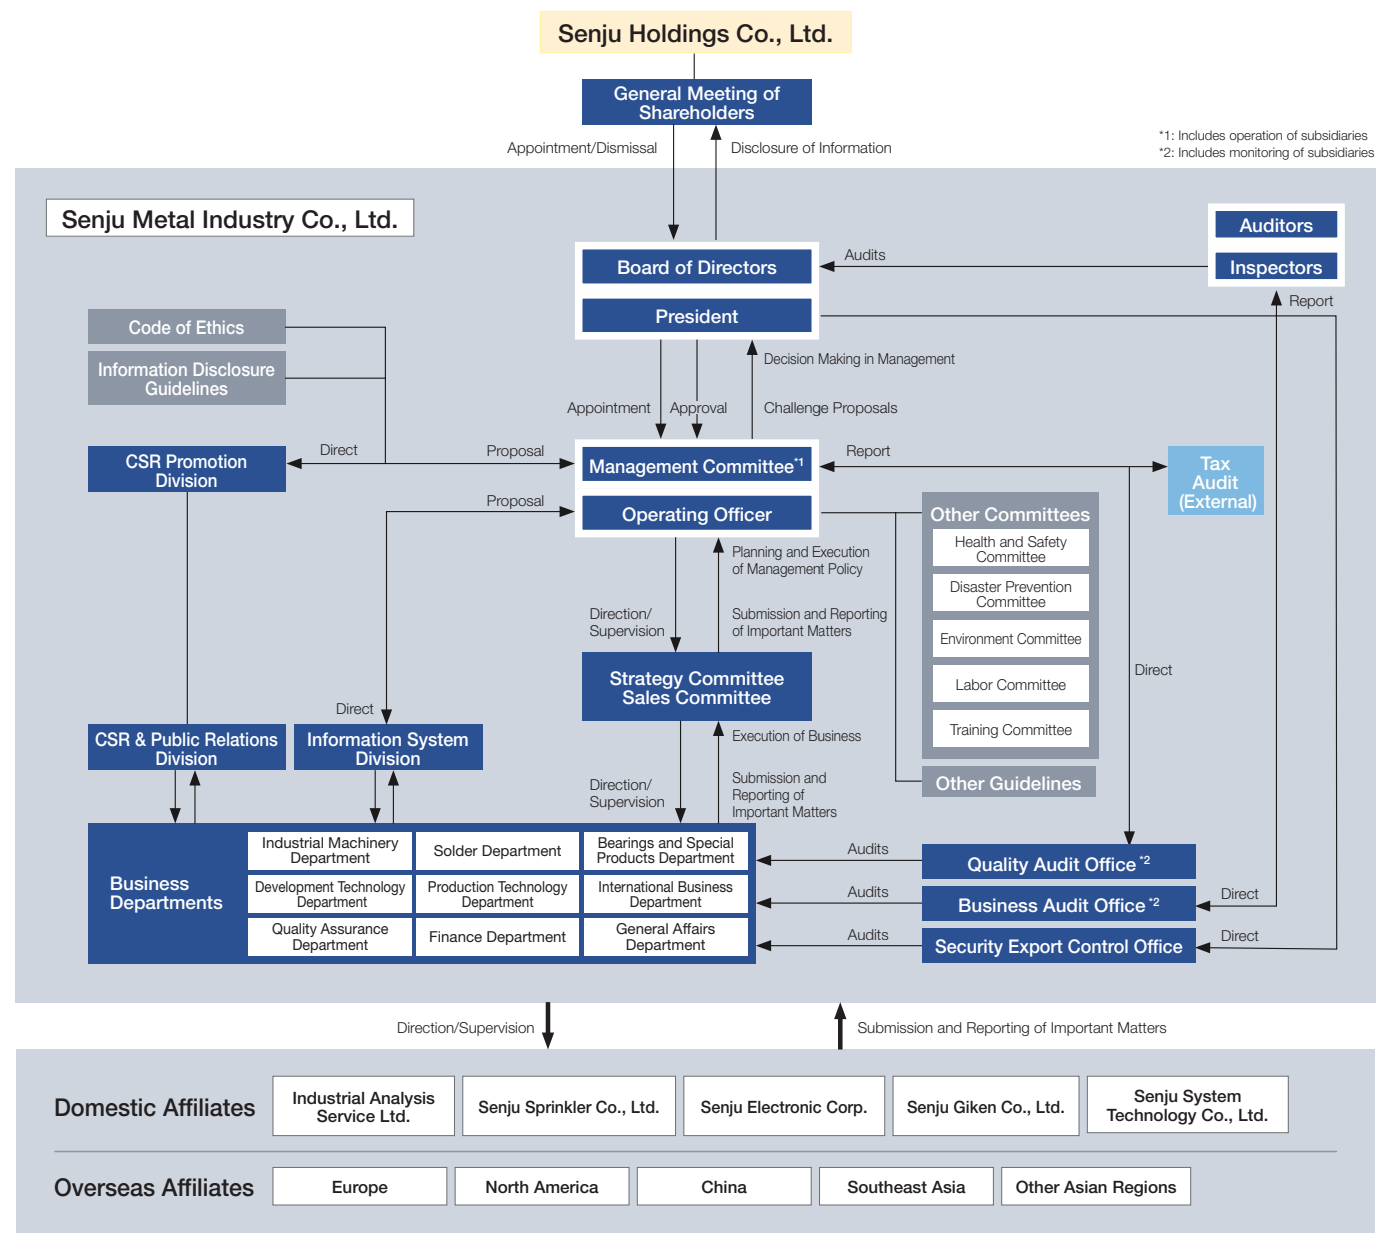 Senju Holdings Co., Ltd.
General Meeting of
Shareholders
Appointment/Dismissal
Disclosure of Information
*1: Includes operation of subsidiaries
*2: Includes monitoring of subsidiaries
Senju Metal Industry Co., Ltd.
Auditors
Inspectors
Board of Directors
Audits
President
Report
Code of Ethics
Information Disclosure
Guidelines
Decision Making in Management
Appointment
Approval
Challenge Proposals
CSR Promotion
Division
Direct
Proposal
Management Committee*1
Report
Tax
Audit
(External)
Proposal
Operating Officer
Other Committees
Health and Safety
Committee
Disaster Prevention
Committee
Environment Committee
Labor Committee
Training Committee
Other Guidelines
Planning and Execution
of Management Policy
Direction/
Supervision
Submission and Reporting
of Important Matters
Direct
Strategy Committee
Sales Committee
Direct
CSR & Public Relations
Division
Information System
Division
Execution of Business
Direction/
Supervision
Submission and
Reporting of
Important Matters
Business
Departments
Industrial Machinery
Department
Solder Department
Bearings and Special
Products Department
Development Technology
Department
Production Technology
Department
International Business
Department
Quality Assurance
Department
Finance Department
General Affairs
Department
Audits
Quality Audit Office*2
Audits
Business Audit Office*2
Direct
Audits
Security Export Control Office
Direct
Direction/Supervision
Submission and Reporting of Important Matters
Domestic Affiliates
Industrial Analysis
Service Ltd.
Senju Sprinkler Co., Ltd.
Senju Electronic Corp.
Senju Giken Co., Ltd.
Senju System
Technology Co., Ltd.
Overseas Affiliates
Europe
North America
China
Southeast Asia
Other Asian Regions